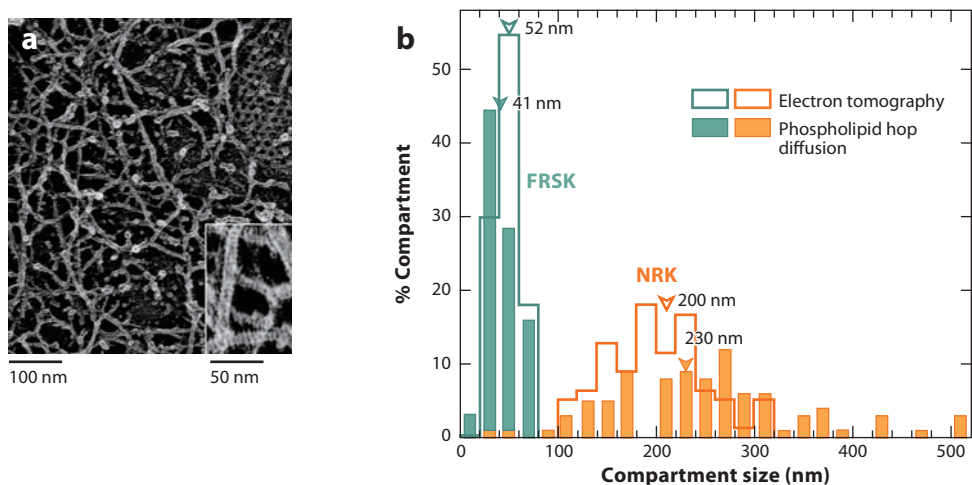 a
100 nm
50 nm
b
% Compartment
50
40
30
20
10
0
52 nm
41 nm
FRSK
NRK
200 nm
230 nm
Electron tomography
Phospholipid hop
diffusion
0 100 200 300 400 500
Compartment size (nm)